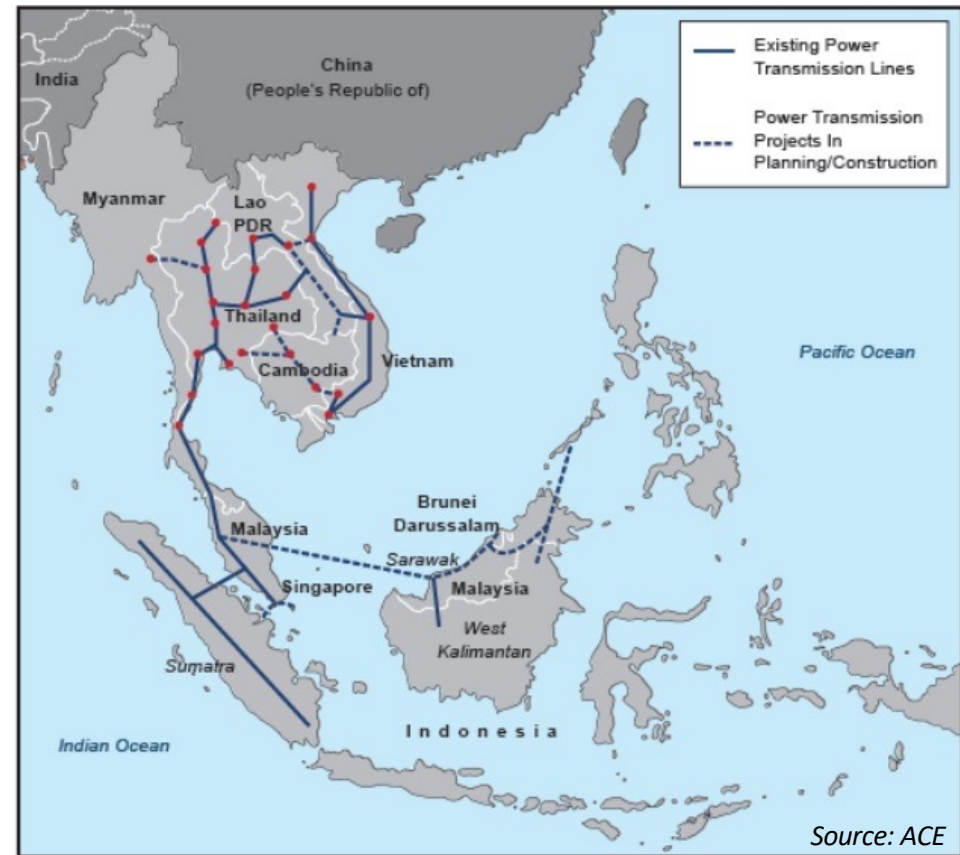 Existing Power
Transmission Lines
Power Transmission
Projects In
Planning/Construction
China
(People's Republic of)
India
Myanmar
Lao
PDR
Thailand
Cambodia
Vietnam
Pacific Ocean
Brunei
Darussalam
Malaysia
Sarawak
Singapore
Malaysia
West
Kalimantan
Sumatra
Indonesia
Indian Ocean
Source: ACE